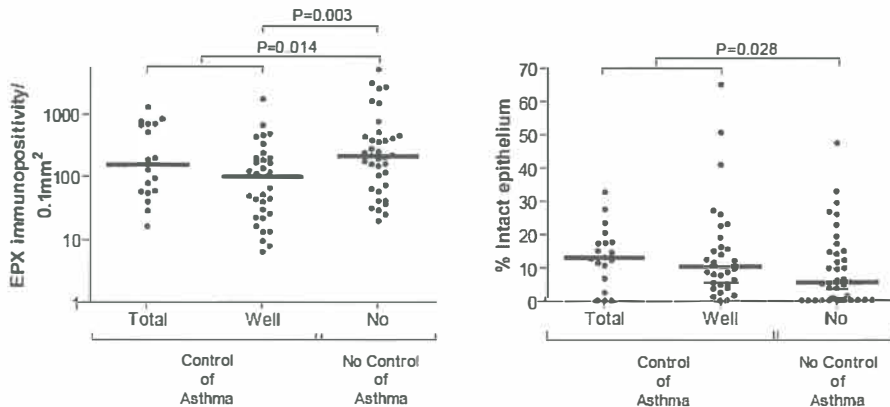 P=0.003
P=0.014
EPX immunopositivity/
0.1mm²
1000
100
10
1
Total Well No
Control
of
Asthma
No Control
of
Asthma
P=0.028
% Intact epithelium
70
60
50
40
30
20
10
0
Total Well No
Control
of
Asthma
No Control
of
Asthma